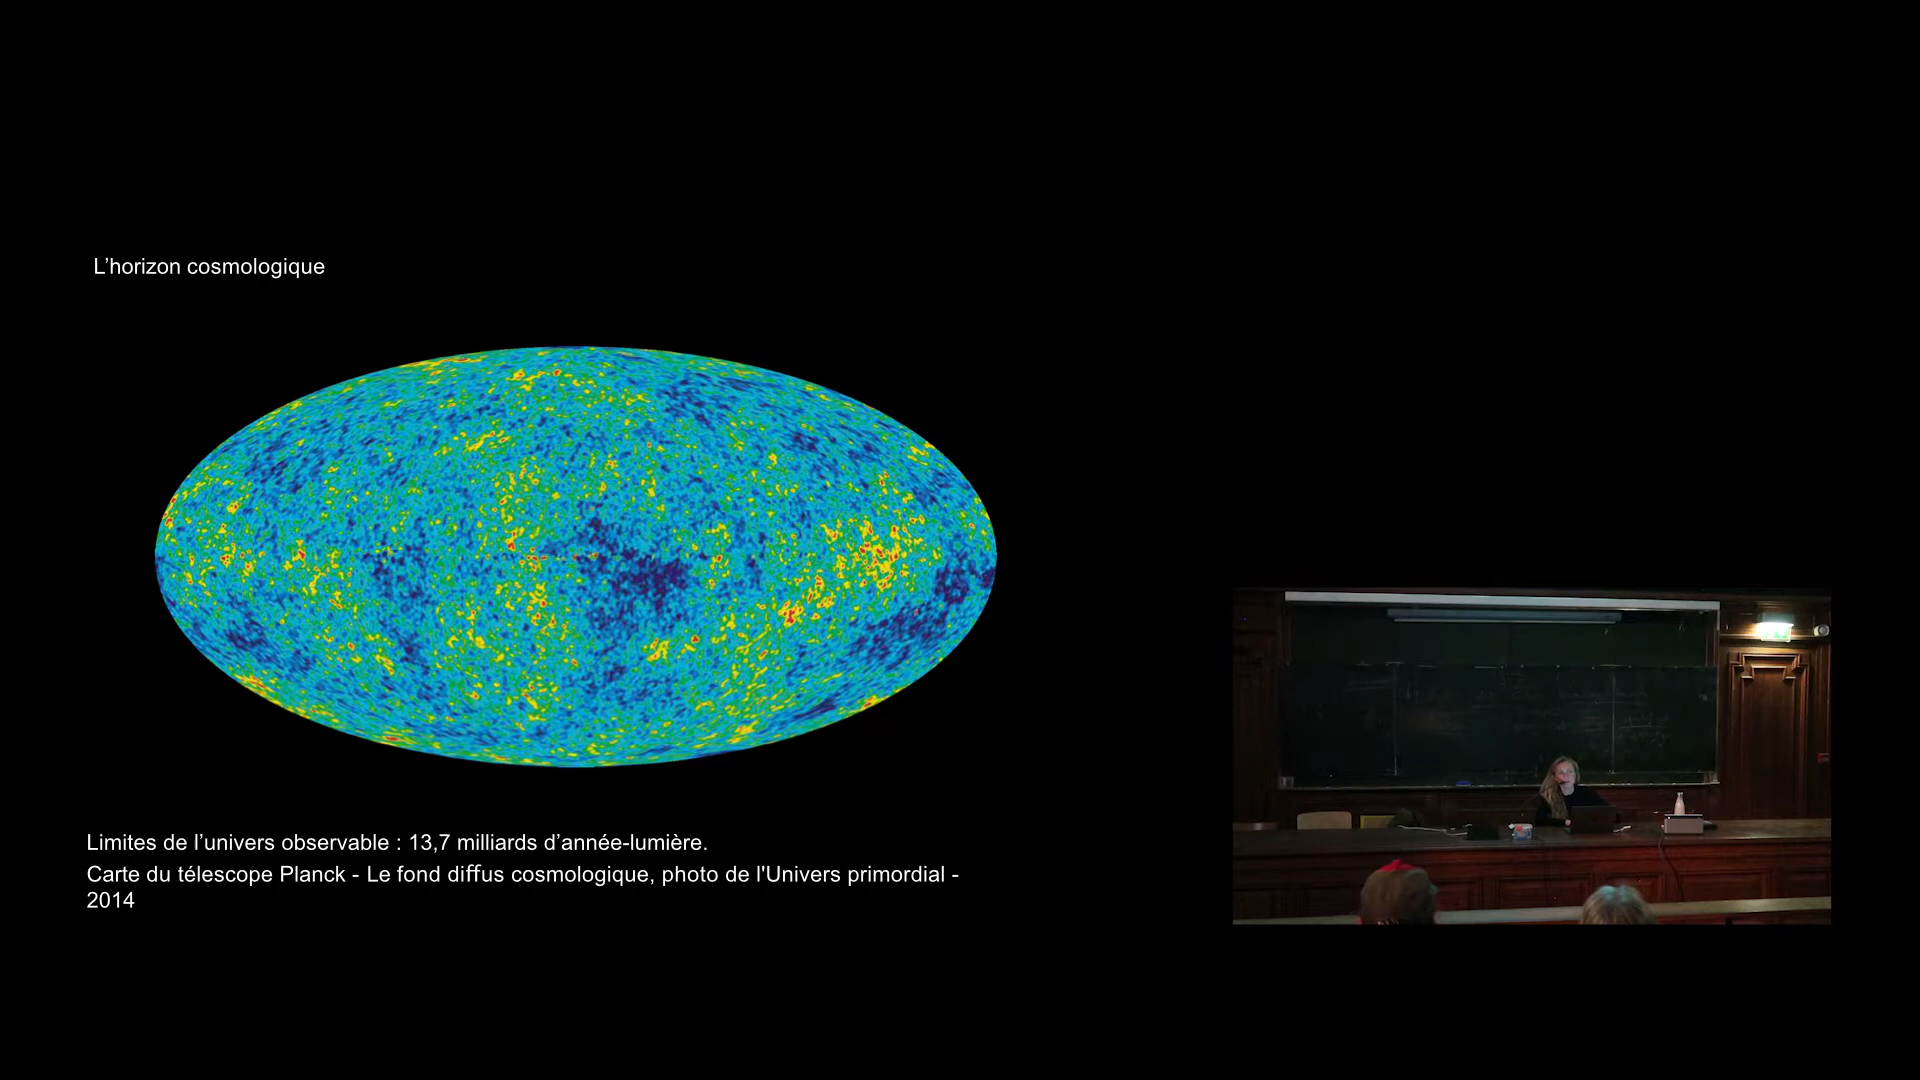 L’horizon cosmologique
Limites de l’univers observable : 13,7 milliards d’année-lumière.
Carte du télescope Planck - Le fond diffus cosmologique, photo de l'Univers primordial -
2014